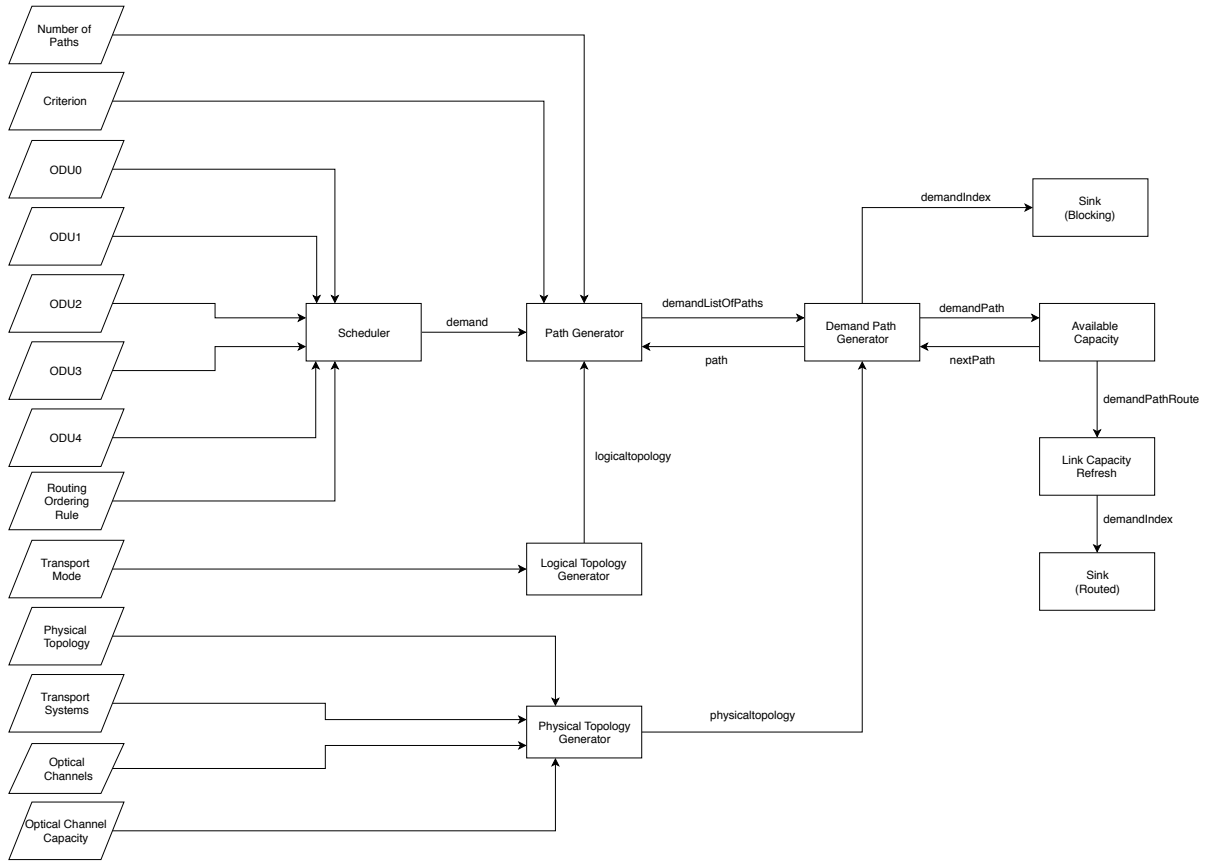 Number of
Paths
Criterion
ODU0
demandIndex
Sink
(Blocking)
ODU1
ODU2
Scheduler
demand
Path Generator
demandListOfPaths
path
Demand Path
Generator
demandPath
nextPath
Available
Capacity
ODU3
demandPathRoute
ODU4
logicaltopology
Link Capacity
Refresh
Routing
Ordering
Rule
demandIndex
Transport
Mode
Logical Topology
Generator
Sink
(Routed)
Physical
Topology
Transport
Systems
Physical Topology
Generator
physicaltopology
Optical
Channels
Optical Channel
Capacity